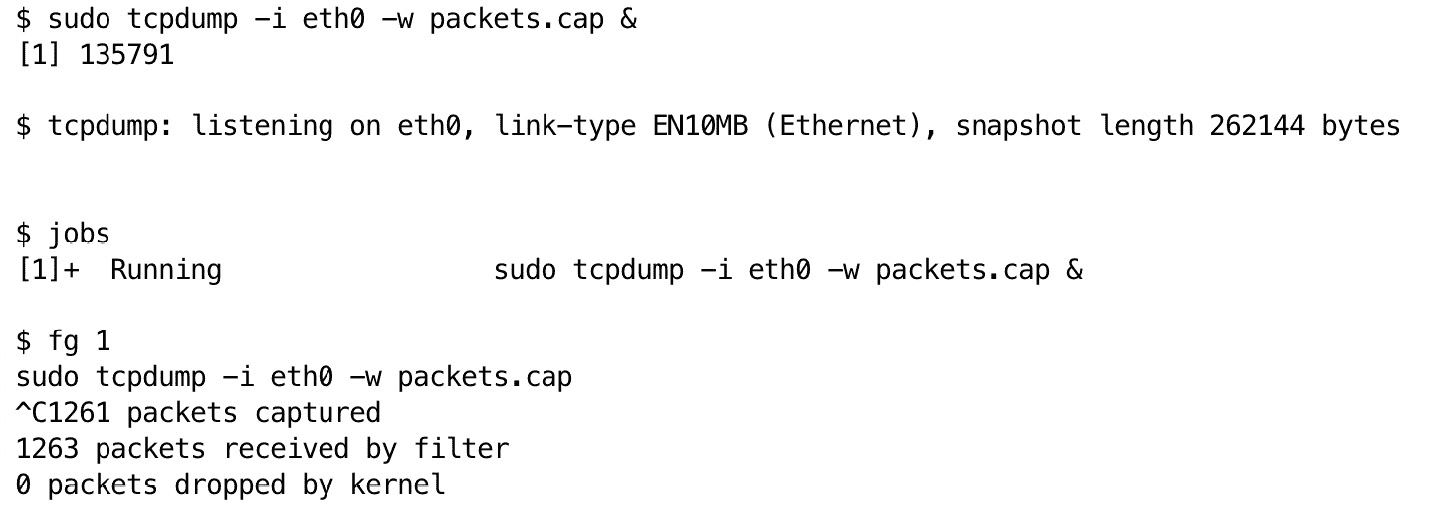 $ sudo tcpdump -i eth0 -w packets.cap &
[1] 135791
$ tcpdump: listening on eth0, link-type EN10MB (Ethernet), snapshot length 262144 bytes
$ jobs
[1]+  Running                 sudo tcpdump -i eth0 -w packets.cap &
$ fg 1
sudo tcpdump -i eth0 -w packets.cap
^C1261 packets captured
1263 packets received by filter
0 packets dropped by kernel